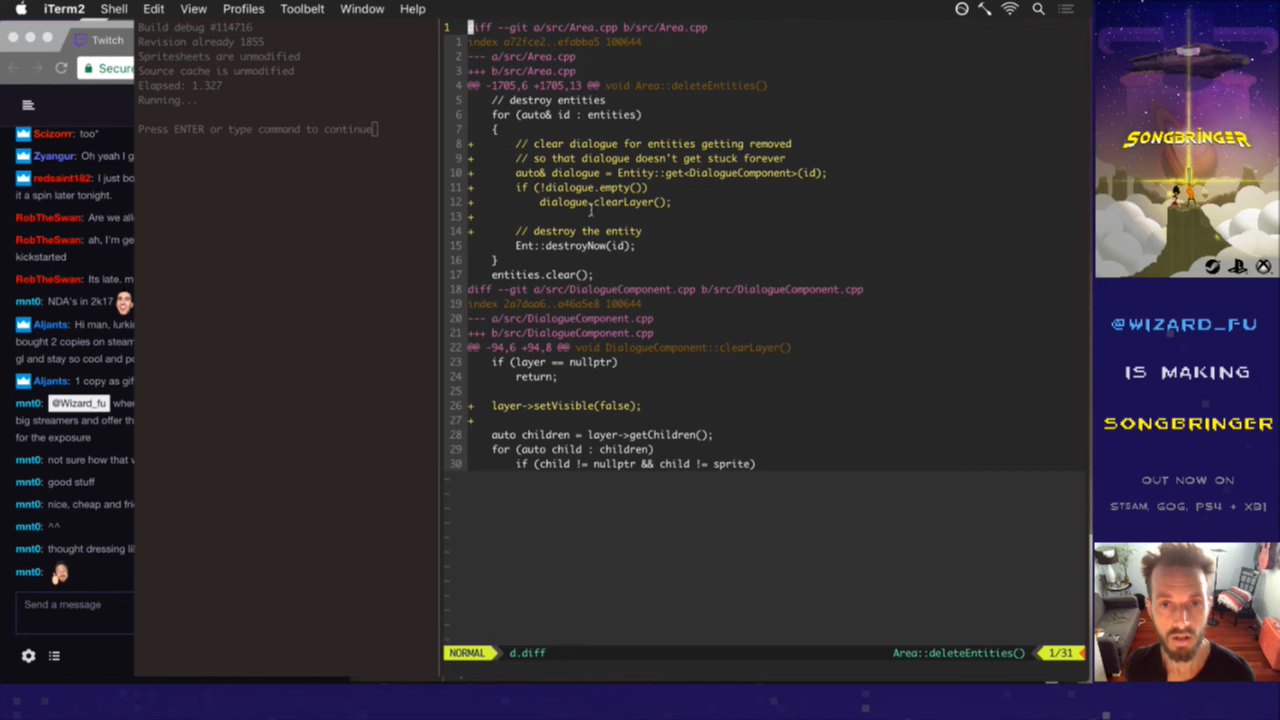 iTerm2 Shell Edit View Profiles Toolbelt Window Help
Twitch
Secure
Scizorrr: too*
Zyangur: Oh yeah I g
redsaint182: I just bo
it a spin later tonight.
RobTheSwan: Are we all
RobTheSwan: ah, I'm ge
kickstarted
RobTheSwan: Its late. m
mnt0: NDA's in 2k17
Aljants: Hi man, lurkin
bought 2 copies on steam
gl and stay so cool and po
Aljants: 1 copy as gif
mnt0: @Wizard_fu when
big streamers and offer th
for the exposure
mnt0: not sure how that v
mnt0: good stuff
mnt0: nice, cheap and frie
mnt0: ^^
mnt0: thought dressing lik
mnt0:
Send a message
Build debug #114716
Revision already 1855
Spritesheets are unmodified
Source cache is unmodified
Elapsed: 1.327
Running...
Press ENTER or type command to continue
1 diff --git a/src/Area.cpp b/src/Area.cpp
1 index a72fce2..efabba5 100644
2 --- a/src/Area.cpp
3 +++ b/src/Area.cpp
4 @@ -1705,6 +1705,13 @@ void Area::deleteEntities()
5 // destroy entities
6 for (auto& id : entities)
7 {
8 + // clear dialogue for entities getting removed
9 + // so that dialogue doesn't get stuck forever
10 + auto& dialogue = Entity::get<DialogueComponent>(id);
11 + if (!dialogue.empty())
12 + dialogue.clearLayer();
13 +
14 + // destroy the entity
15 Ent::destroyNow(id);
16 }
17 entities.clear();
18 diff --git a/src/DialogueComponent.cpp b/src/DialogueComponent.cpp
19 index 2a7daa6..a46a5e8 100644
20 --- a/src/DialogueComponent.cpp
21 +++ b/src/DialogueComponent.cpp
22 @@ -94,6 +94,8 @@ void DialogueComponent::clearLayer()
23 if (layer == nullptr)
24 return;
25
26 + layer->setVisible(false);
27 +
28 auto children = layer->getChildren();
29 for (auto child : children)
30 if (child != nullptr && child != sprite)
~
NORMAL d.diff Area::deleteEntities() 1/31
SONGBRINGER
@WIZARD_FU
IS MAKING
SONGBRINGER
OUT NOW ON
STEAM, GOG, PS4 + XB1